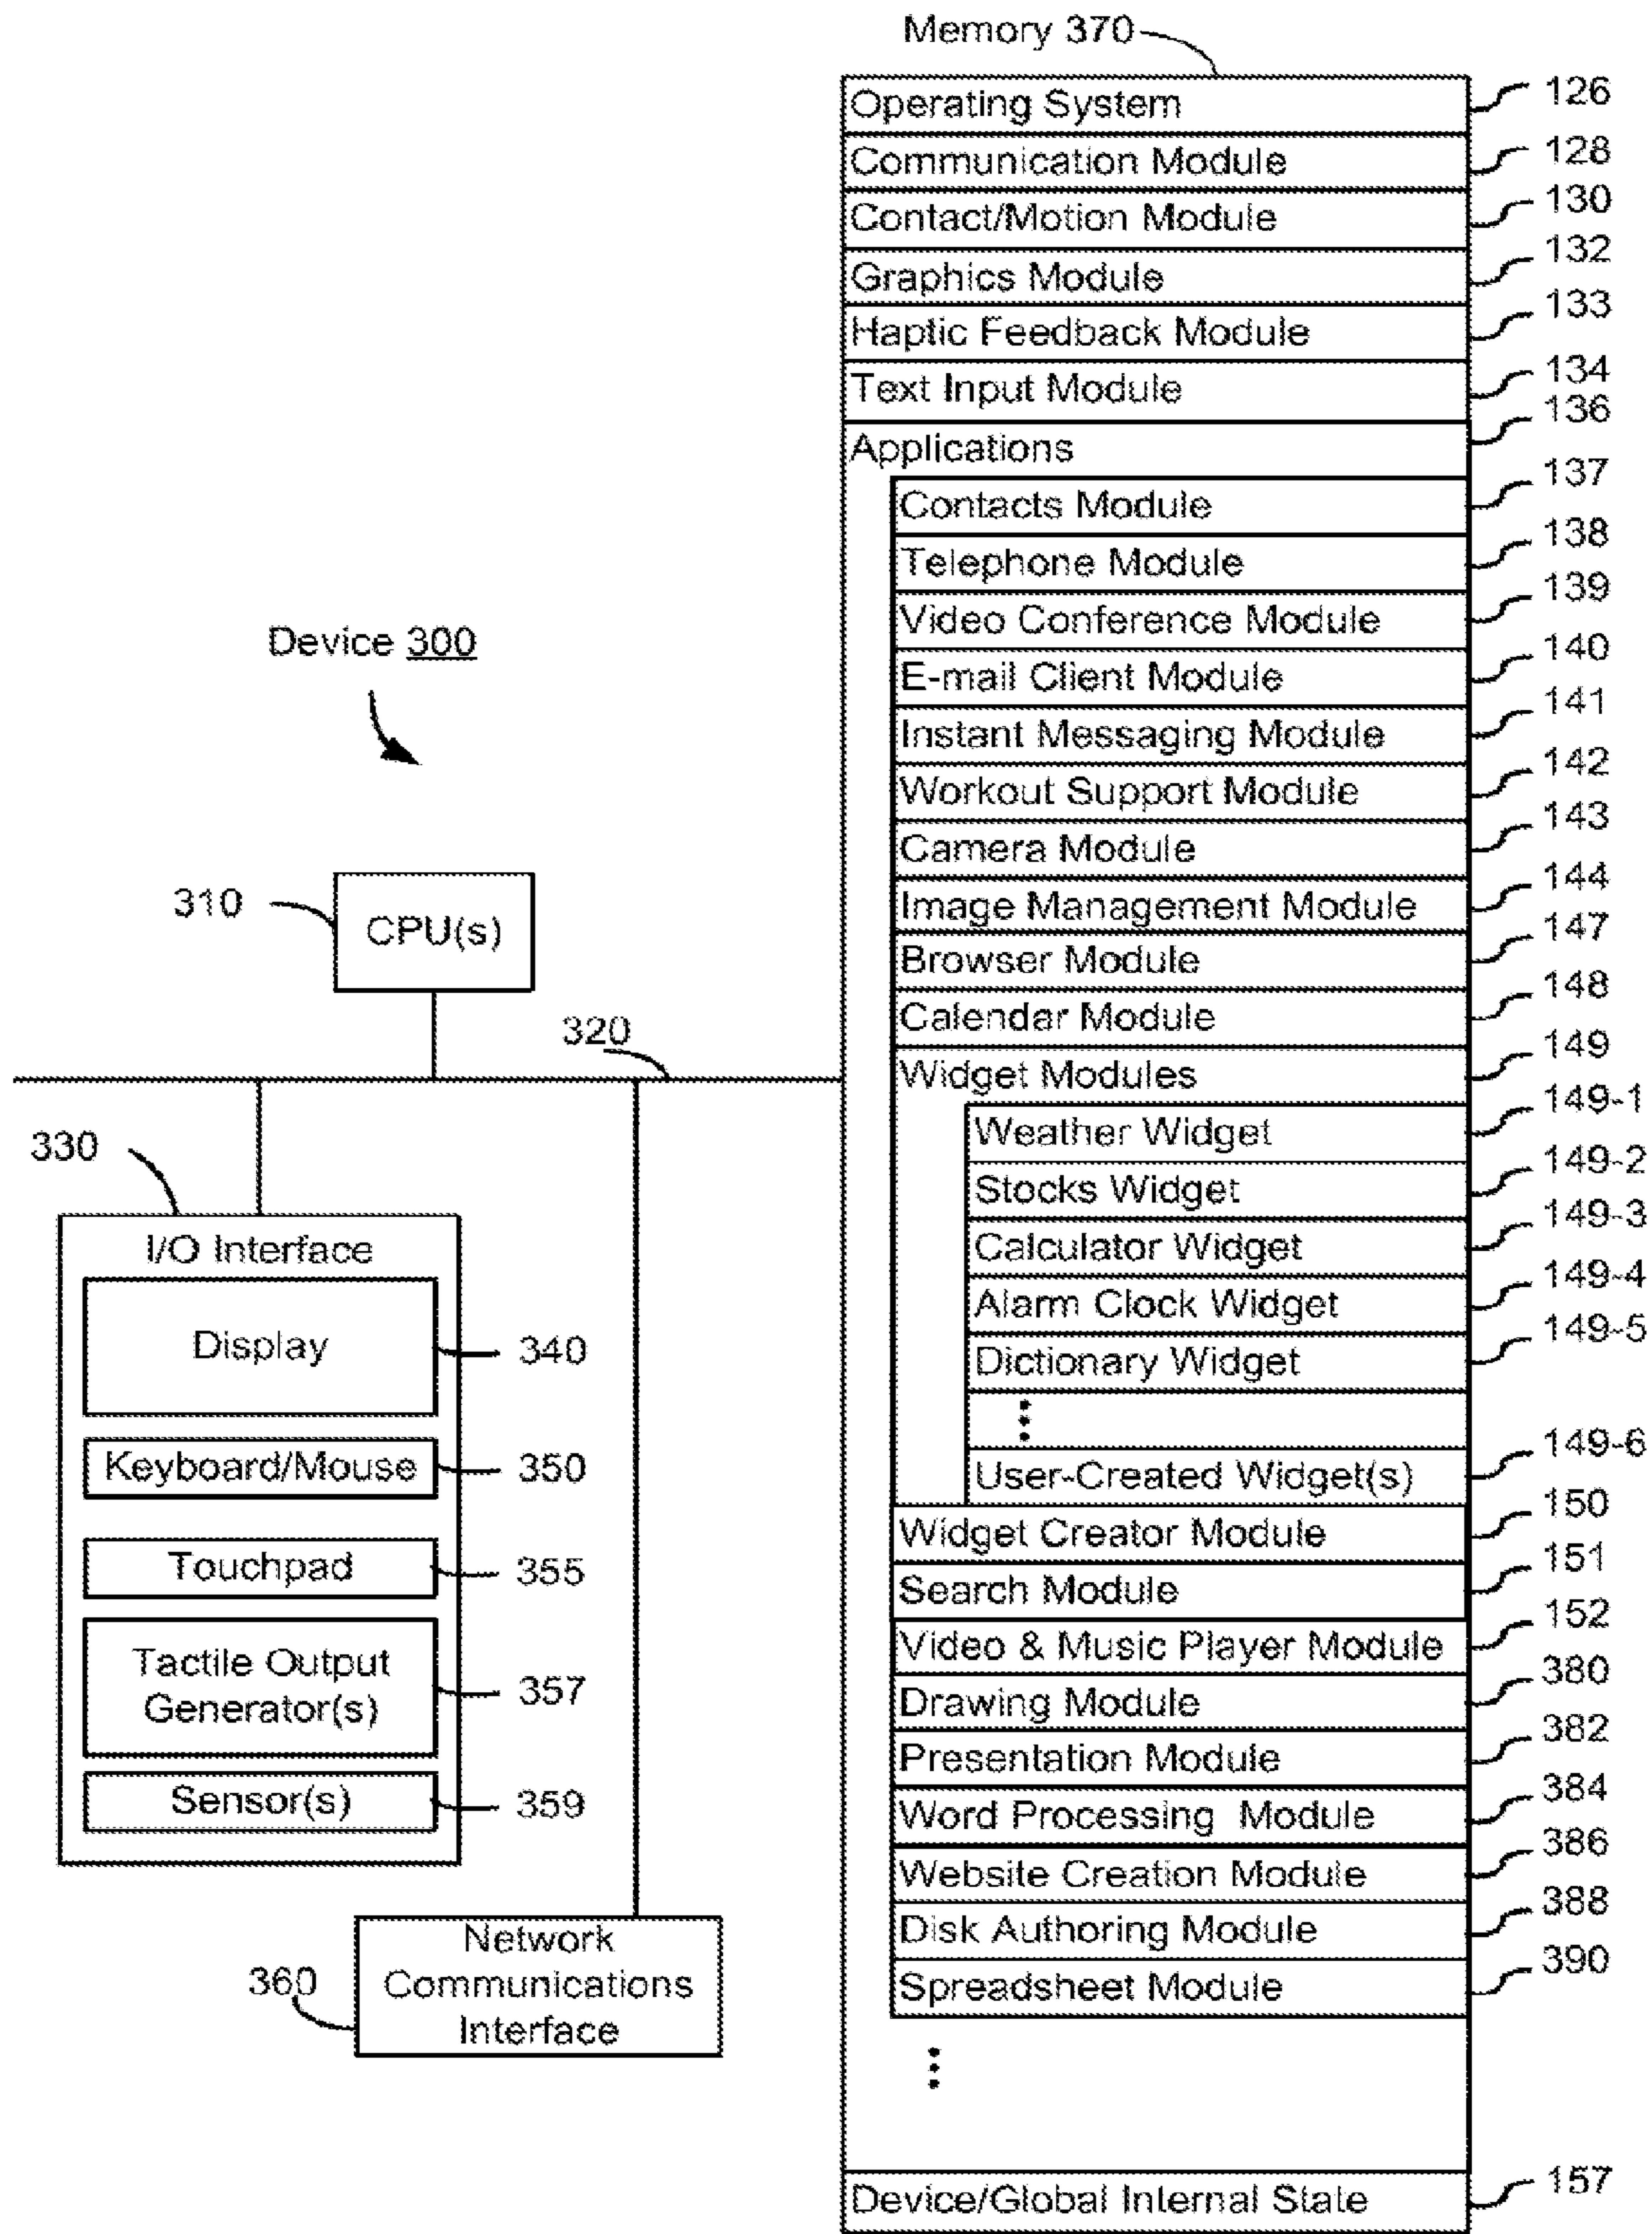 Memory 370
Operating System
126
Communication Module
128
Contact/Motion Module
130
Graphics Module
132
Haptic Feedback Module
133
Text Input Module
134
Applications
136
Contacts Module
137
Telephone Module
138
Video Conference Module
139
E-mail Client Module
140
Instant Messaging Module
141
Workout Support Module
142
Camera Module
143
Image Management Module
144
Browser Module
147
Calendar Module
148
Widget Modules
149
Weather Widget
149-1
Stocks Widget
149-2
Calculator Widget
149-3
Alarm Clock Widget
149-4
Dictionary Widget
149-5
User-Created Widget(s)
149-6
Widget Creator Module
150
Search Module
151
Video & Music Player Module
152
Drawing Module
380
Presentation Module
382
Word Processing Module
384
Website Creation Module
386
Disk Authoring Module
388
Spreadsheet Module
390
Device/Global Internal State
157
Device 300
310
CPU(s)
320
330
I/O Interface
Display
340
Keyboard/Mouse
350
Touchpad
355
Tactile Output
Generator(s)
357
Sensor(s)
359
360
Network
Communications
Interface